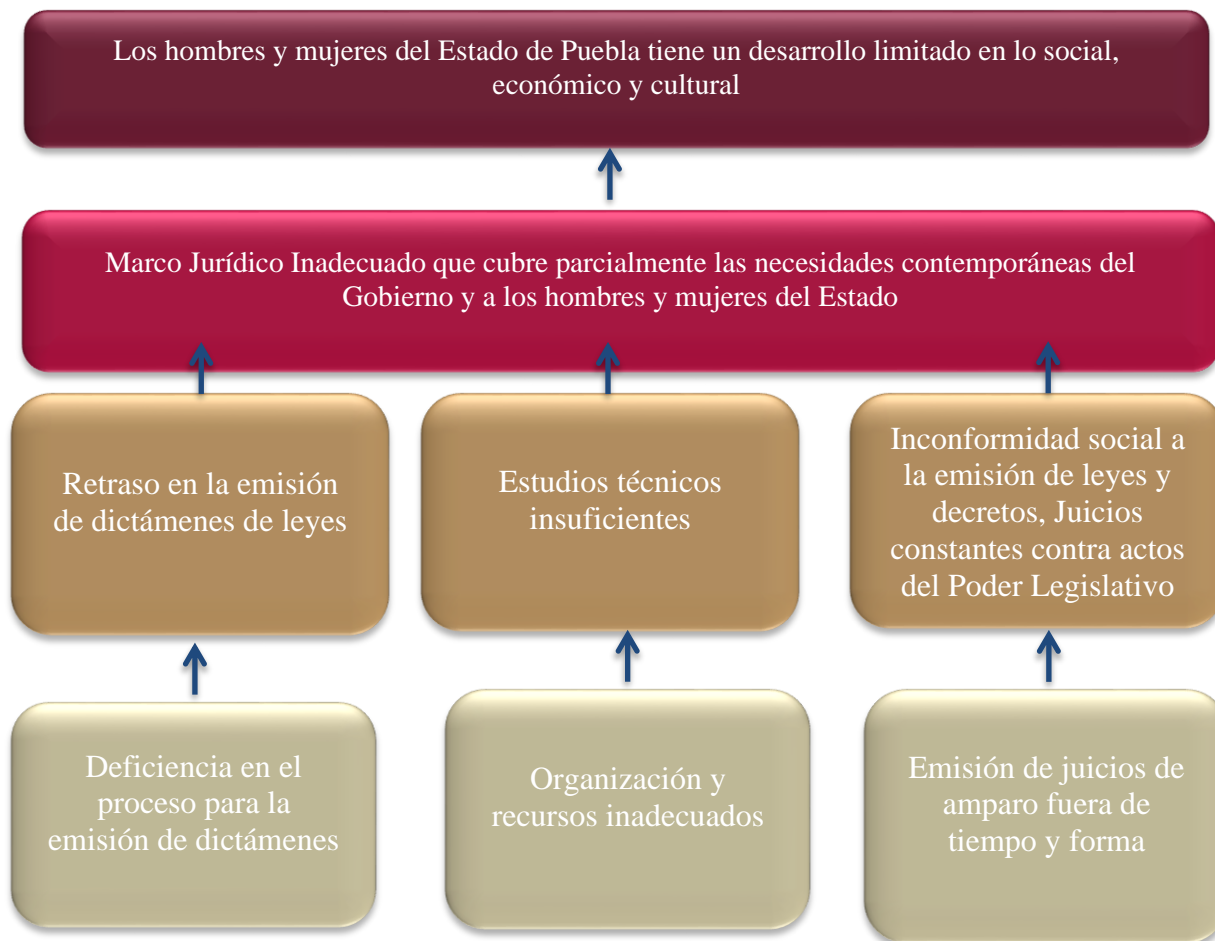 Los hombres y mujeres del Estado de Puebla tiene un desarrollo limitado en lo social,
económico y cultural
Marco Jurídico Inadecuado que cubre parcialmente las necesidades contemporáneas del
Gobierno y a los hombres y mujeres del Estado
Retraso en la emisión
de dictámenes de leyes
Estudios técnicos
insuficientes
Inconformidad social a
la emisión de leyes y
decretos, Juicios
constantes contra actos
del Poder Legislativo
Deficiencia en el
proceso para la
emisión de dictámenes
Organización y
recursos inadecuados
Emisión de juicios de
amparo fuera de
tiempo y forma